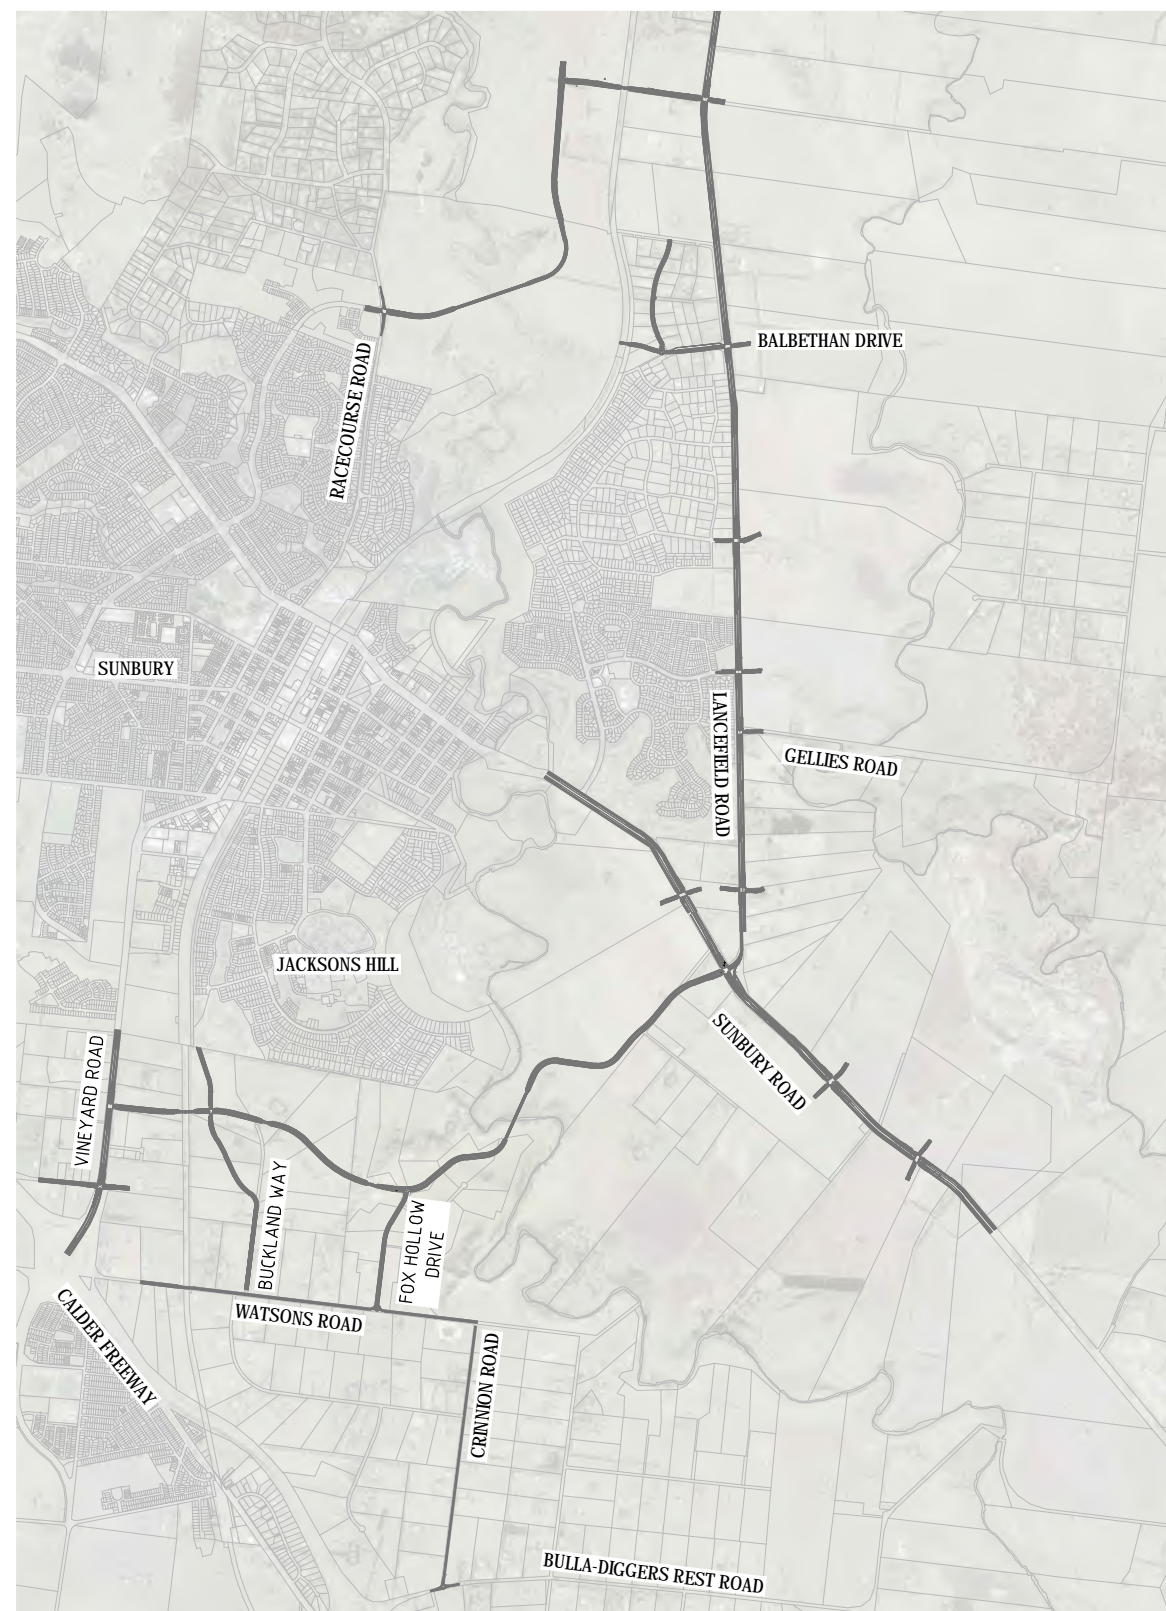 BALBETHAN DRIVE
RACECOURSE ROAD
SUNBURY
LANCEFIELD ROAD
GELLIES ROAD
JACKSONS HILL
SUNBURY ROAD
VINEYARD ROAD
BUCKLAND WAY
FOX HOLLOW
DRIVE
WATSONS ROAD
CALDER FREEWAY
CRINNION ROAD
BULLA-DIGGERS REST ROAD